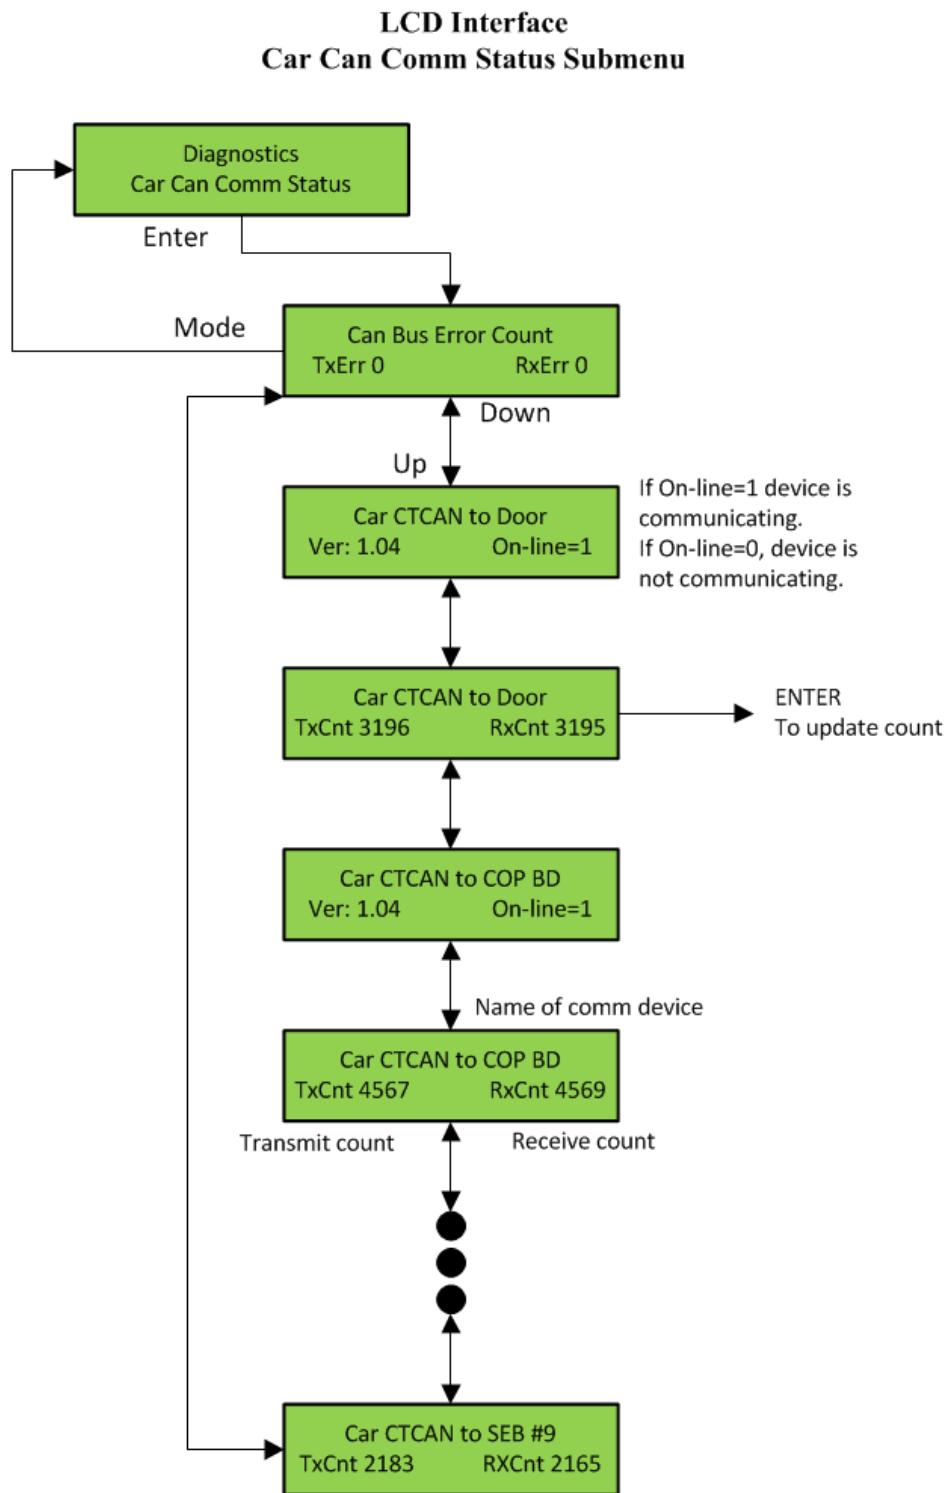 LCD Interface
Car Can Comm Status Submenu
Diagnostics
Car Can Comm Status
Enter
Mode
Can Bus Error Count
TxErr 0 RxErr 0
Down
Up
Car CTCAN to Door
Ver: 1.04 On-line=1
If On-line=1 device is
communicating.
If On-line=0, device is
not communicating.
Car CTCAN to Door
TxCnt 3196 RxCnt 3195
ENTER
To update count
Car CTCAN to COP BD
Ver: 1.04 On-line=1
Name of comm device
Car CTCAN to COP BD
TxCnt 4567 RxCnt 4569
Transmit count Receive count
Car CTCAN to SEB #9
TxCnt 2183 RXCnt 2165